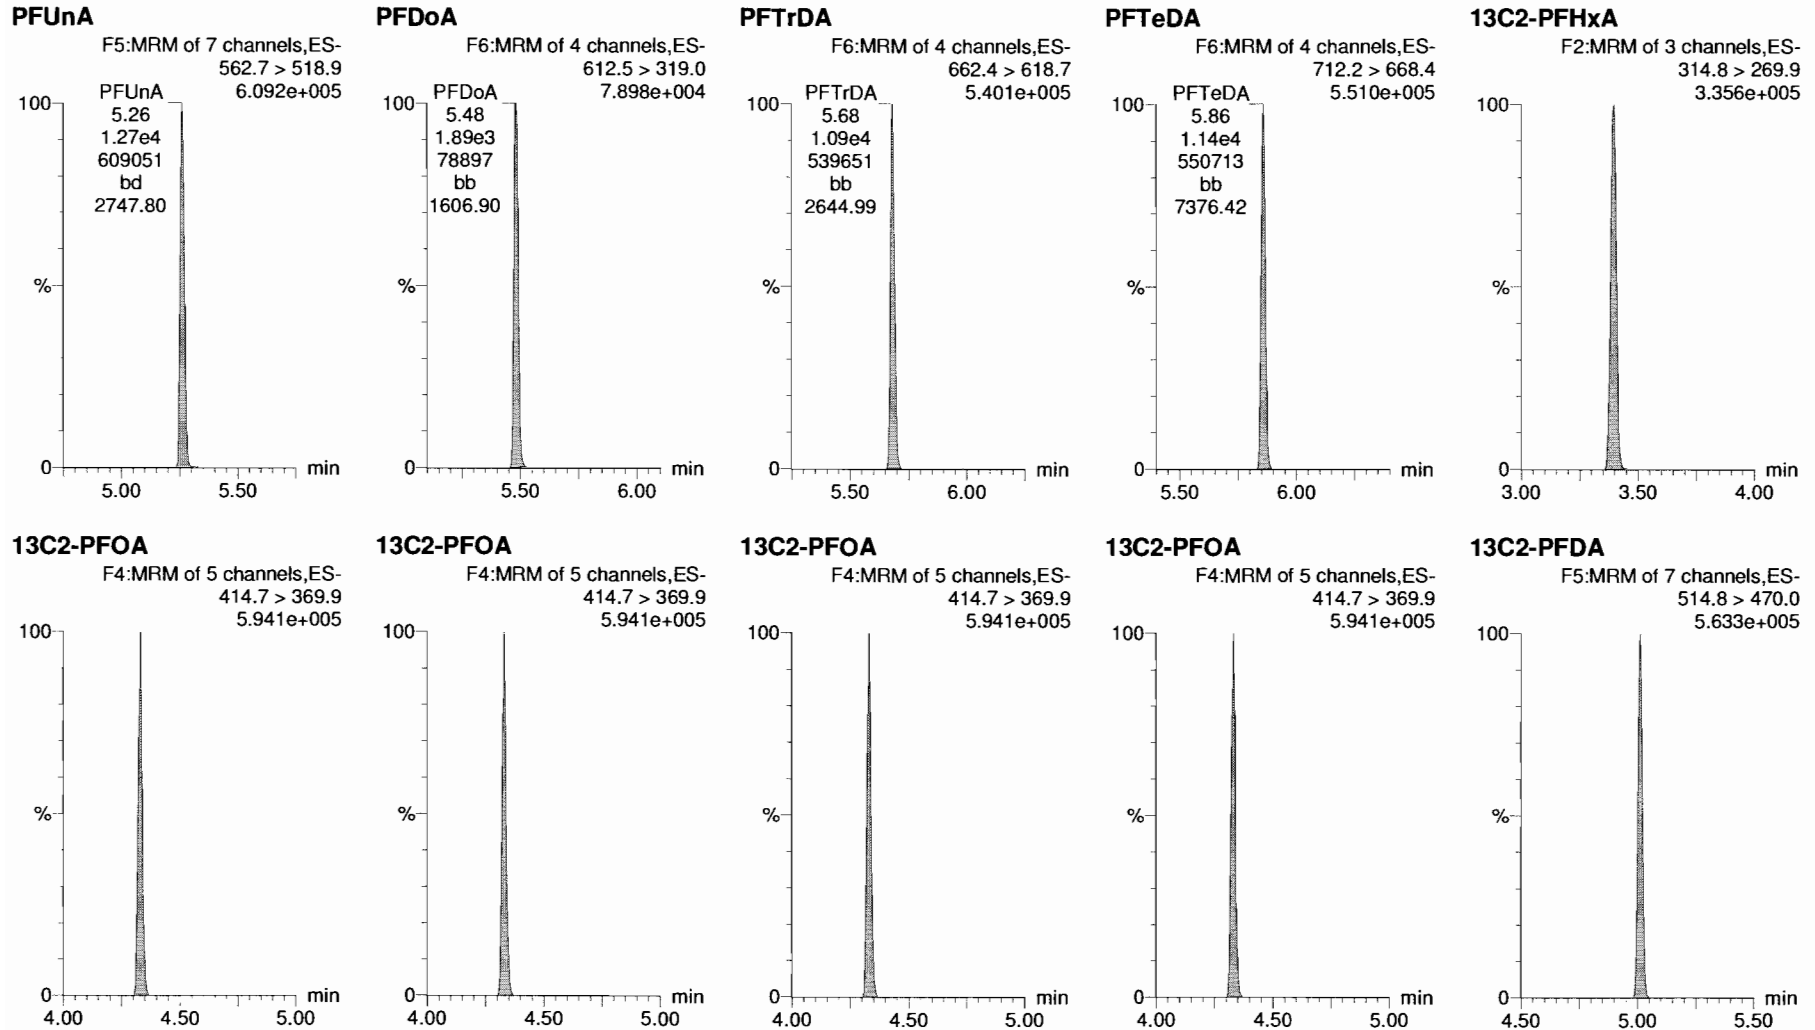 PFUnA
F5:MRM of 7 channels,ES-
562.7 > 518.9
6.092e+005
PFUnA
5.26
1.27e4
609051
bd
2747.80
100
%
0
min
5.00
5.50
PFDoA
F6:MRM of 4 channels,ES-
612.5 > 319.0
7.898e+004
PFDoA
5.48
1.89e3
78897
bb
1606.90
100
%
0
min
5.50
6.00
PFTrDA
F6:MRM of 4 channels,ES-
662.4 > 618.7
5.401e+005
PFTrDA
5.68
1.09e4
539651
bb
2644.99
100
%
0
min
5.50
6.00
PFTeDA
F6:MRM of 4 channels,ES-
712.2 > 668.4
5.510e+005
PFTeDA
5.86
1.14e4
550713
bb
7376.42
100
%
0
min
5.50
6.00
13C2-PFHxA
F2:MRM of 3 channels,ES-
314.8 > 269.9
3.356e+005
100
%
0
min
3.00
3.50
4.00
13C2-PFOA
F4:MRM of 5 channels,ES-
414.7 > 369.9
5.941e+005
100
%
0
min
4.00
4.50
5.00
13C2-PFOA
F4:MRM of 5 channels,ES-
414.7 > 369.9
5.941e+005
100
%
0
min
4.00
4.50
5.00
13C2-PFOA
F4:MRM of 5 channels,ES-
414.7 > 369.9
5.941e+005
100
%
0
min
4.00
4.50
5.00
13C2-PFOA
F4:MRM of 5 channels,ES-
414.7 > 369.9
5.941e+005
100
%
0
min
4.00
4.50
5.00
13C2-PFDA
F5:MRM of 7 channels,ES-
514.8 > 470.0
5.633e+005
100
%
0
min
4.50
5.00
5.50